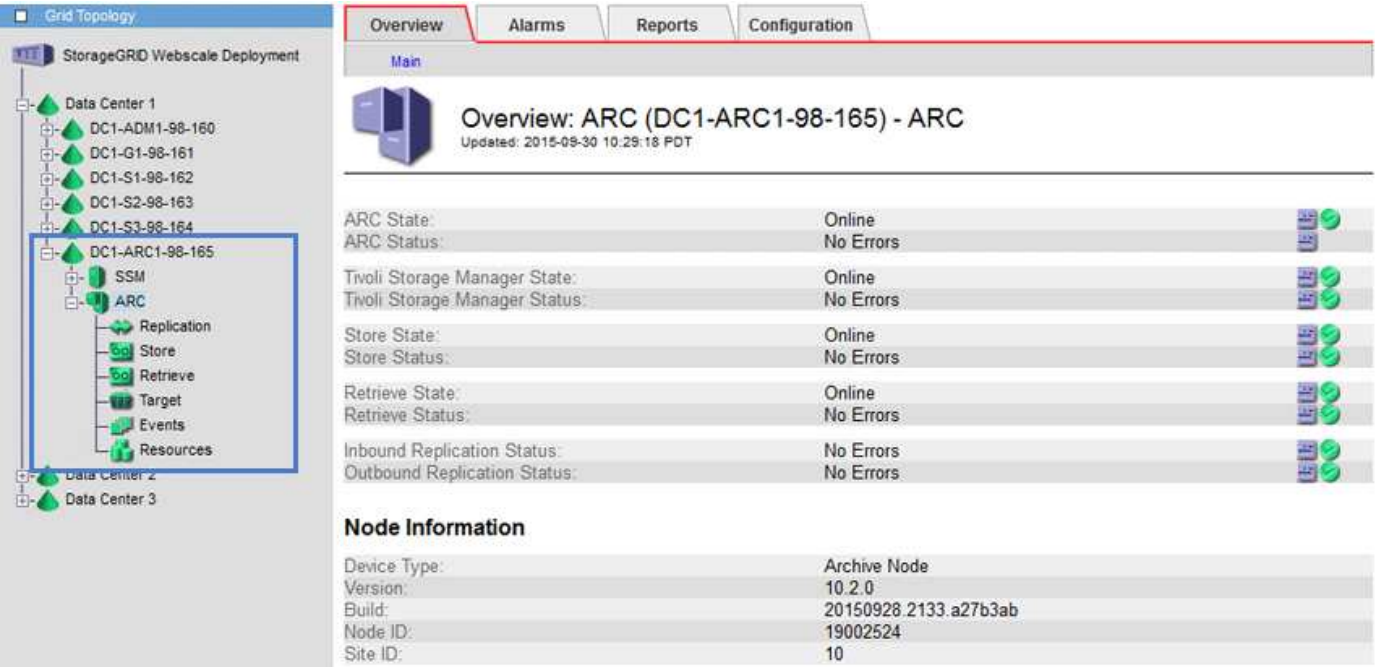 Grid Topology
StorageGRID Webscale Deployment
Data Center 1
DC1-ADM1-98-160
DC1-G1-98-161
DC1-S1-98-162
DC1-S2-98-163
DC1-S3-98-164
DC1-ARC1-98-165
SSM
ARC
Replication
Store
Retrieve
Target
Events
Resources
Data Center 2
Data Center 3
Overview Alarms Reports Configuration
Main
Overview: ARC (DC1-ARC1-98-165) - ARC
Updated: 2015-09-30 10:29:18 PDT
ARC State: Online
ARC Status: No Errors
Tivoli Storage Manager State: Online
Tivoli Storage Manager Status: No Errors
Store State: Online
Store Status: No Errors
Retrieve State: Online
Retrieve Status: No Errors
Inbound Replication Status: No Errors
Outbound Replication Status: No Errors
Node Information
Device Type: Archive Node
Version: 10.2.0
Build: 20150928.2133.a27b3ab
Node ID: 19002524
Site ID: 10